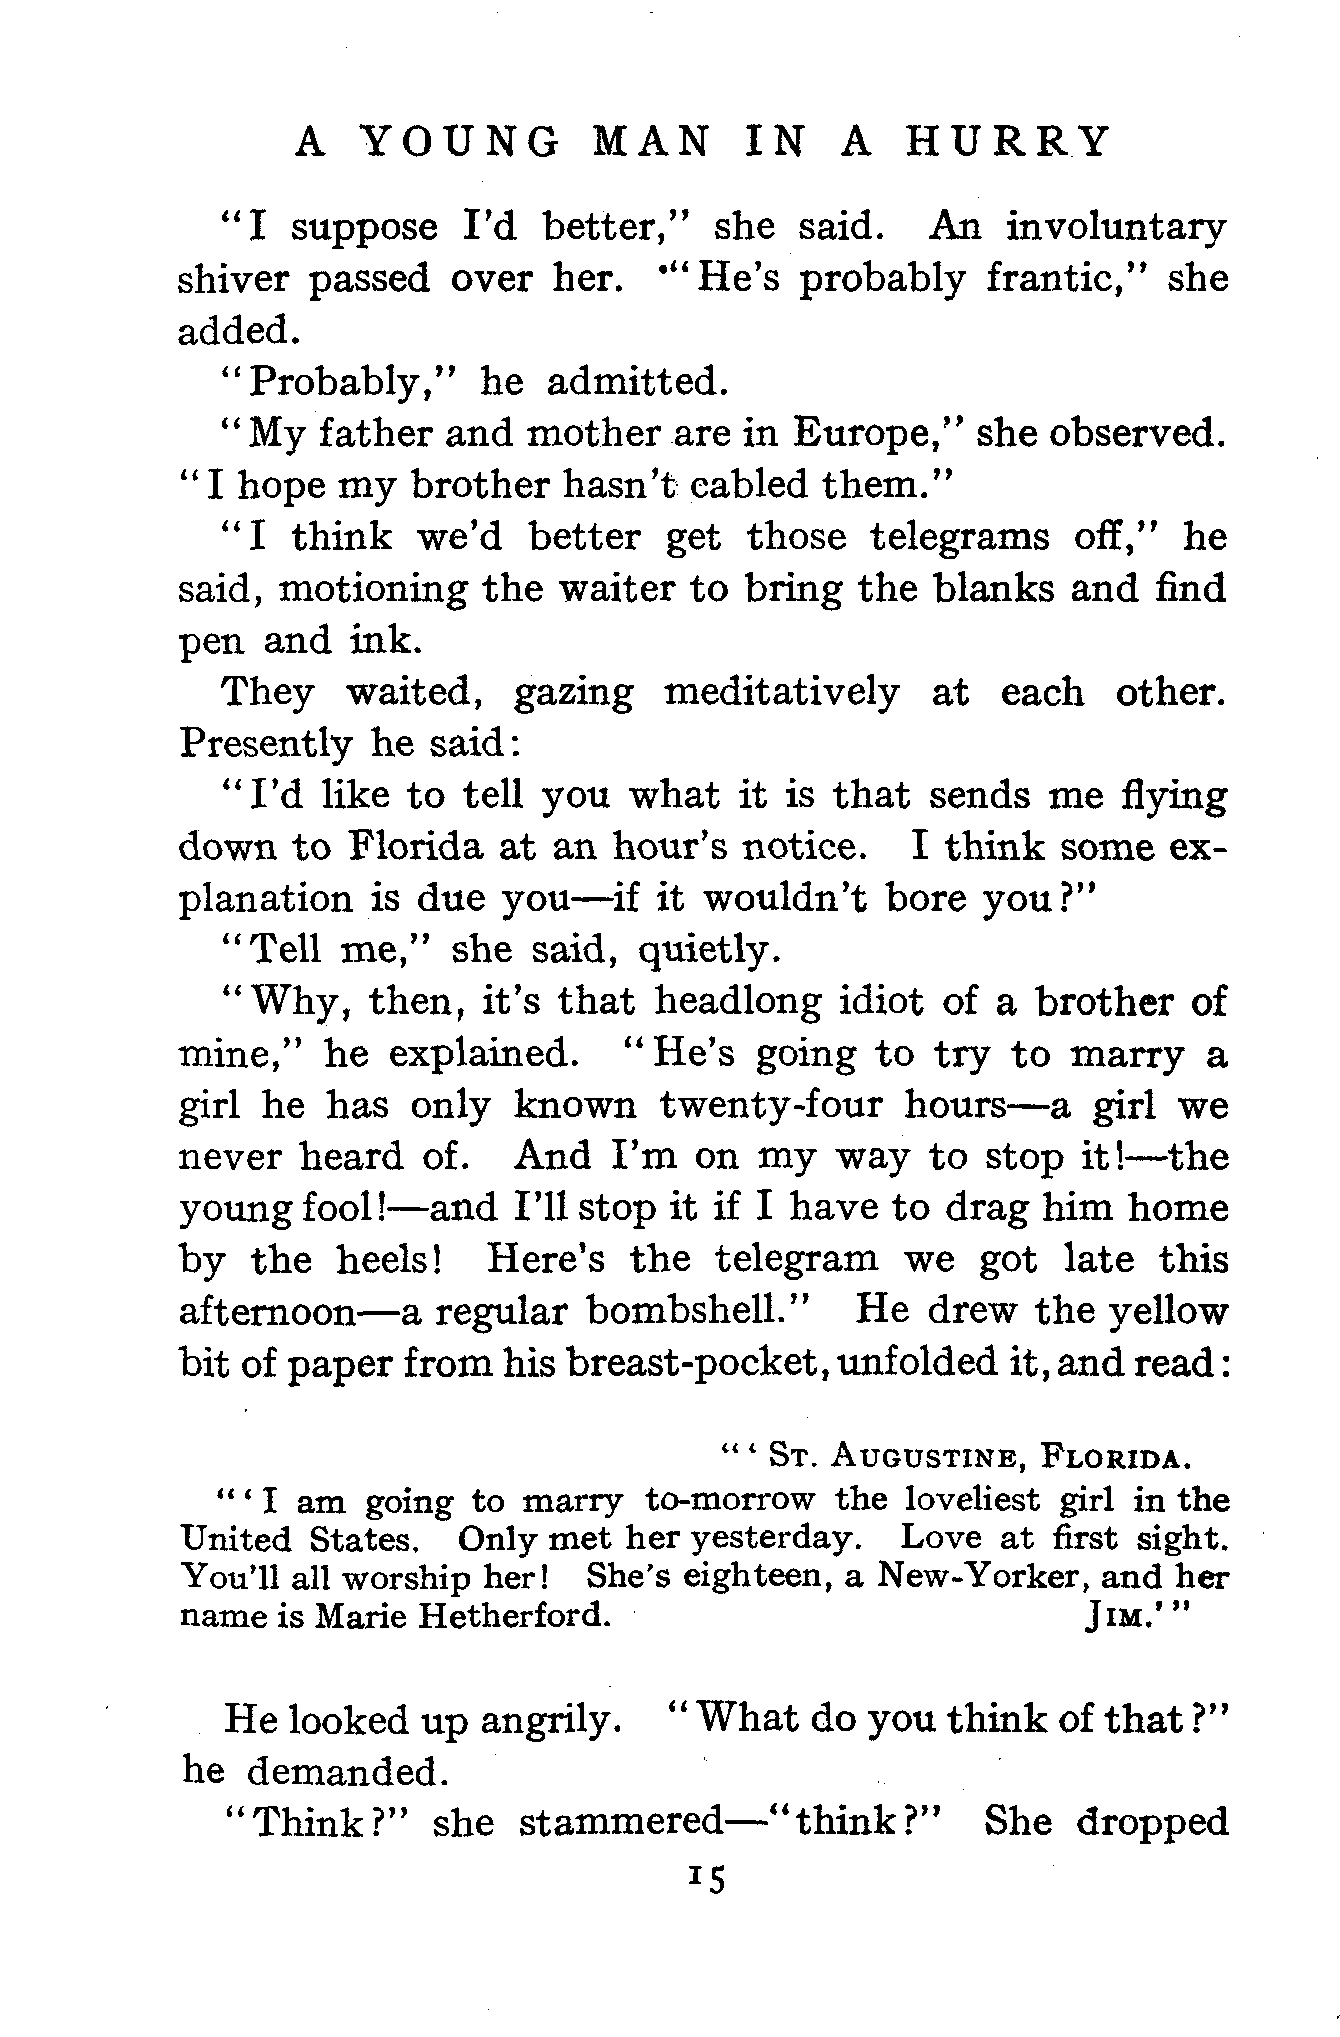 A YOUNG MAN IN A HURRY
"I suppose I'd better," she said. An involuntary
shiver passed over her. "He's probably frantic," she
added.
"Probably," he admitted.
"My father and mother are in Europe," she observed.
"I hope my brother hasn't cabled them."
"I think we'd better get those telegrams off," he
said, motioning the waiter to bring the blanks and find
pen and ink.
They waited, gazing meditatively at each other.
Presently he said:
"I'd like to tell you what it is that sends me flying
down to Florida at an hour's notice. I think some ex-
planation is due you—if it wouldn't bore you?"
"Tell me," she said, quietly.
"Why, then, it's that headlong idiot of a brother of
mine," he explained. "He's going to try to marry a
girl he has only known twenty-four hours—a girl we
never heard of. And I'm on my way to stop it!—the
young fool!—and I'll stop it if I have to drag him home
by the heels! Here's the telegram we got late this
afternoon—a regular bombshell." He drew the yellow
bit of paper from his breast-pocket, unfolded it, and read:
"'St. Augustine, Florida.
"'I am going to marry to-morrow the loveliest girl in the
United States. Only met her yesterday. Love at first sight.
You'll all worship her! She's eighteen, a New-Yorker, and her
name is Marie Hetherford. Jim.'"
He looked up angrily. "What do you think of that?"
he demanded.
"Think?" she stammered—"think?" She dropped
15